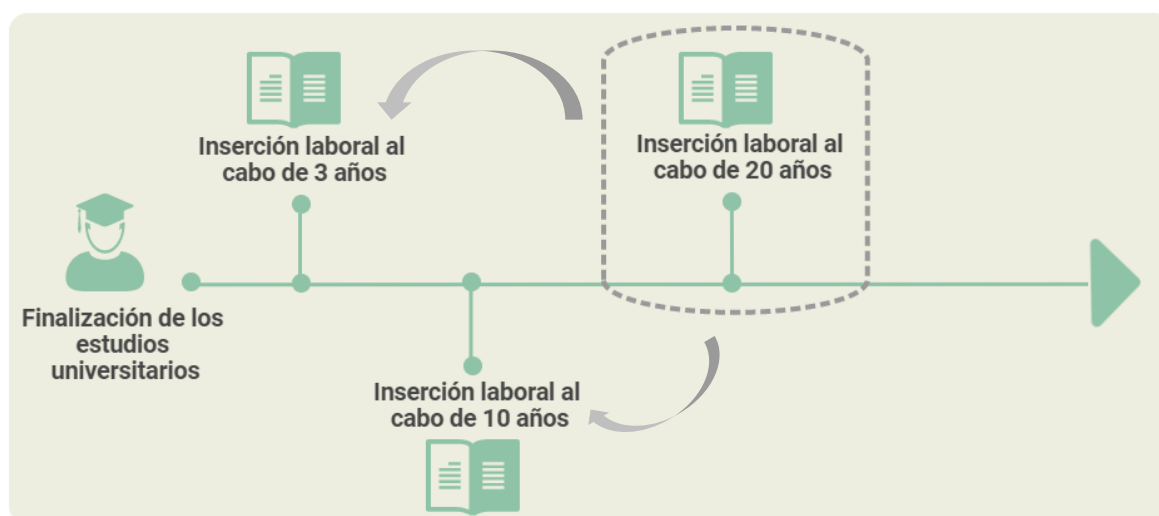 Inserción laboral al
cabo de 3 años
Inserción laboral al
cabo de 20 años
Finalización de los
estudios
universitarios
Inserción laboral al
cabo de 10 años